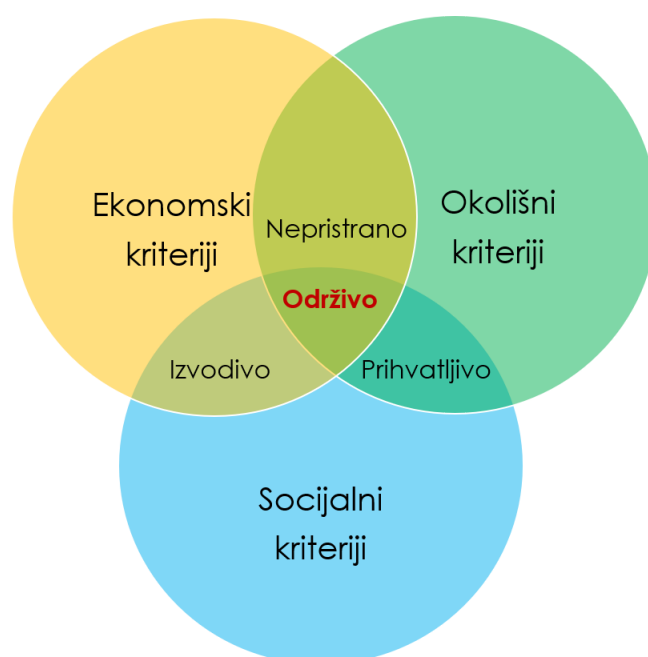 Ekonomski
kriteriji
Okolišni
kriteriji
Nepristrano
Održivo
Izvodivo
Prihvatljivo
Socijalni
kriteriji